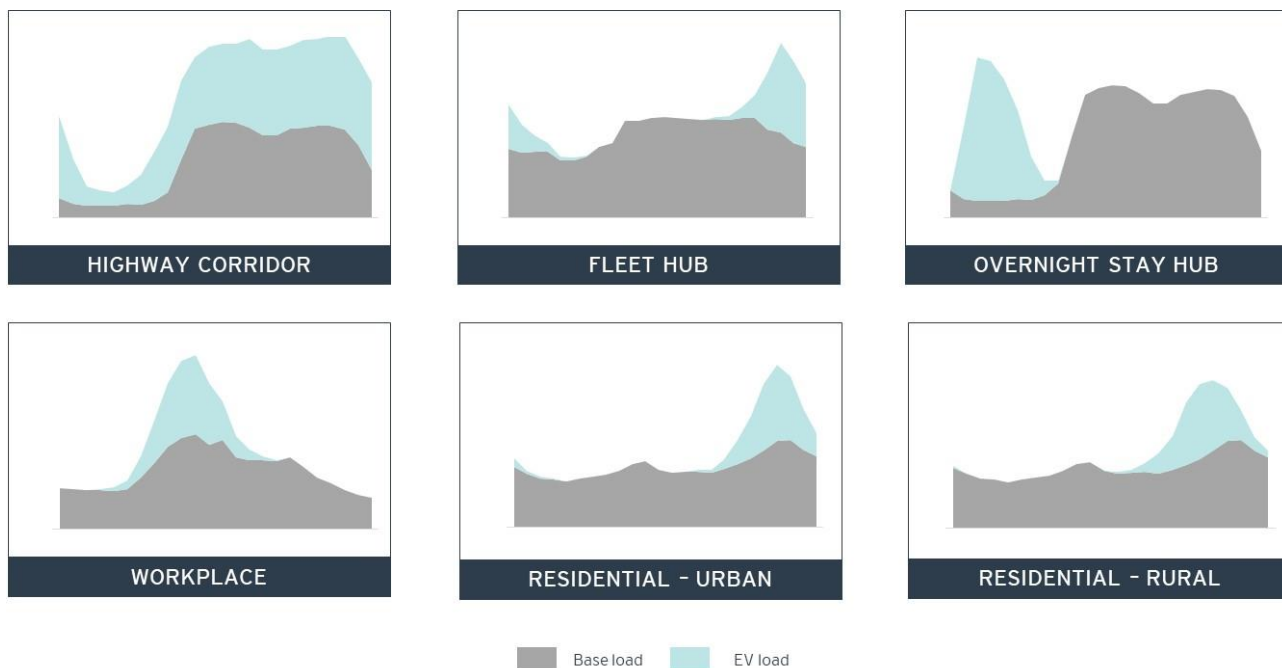 HIGHWAY CORRIDOR
FLEET HUB
OVERNIGHT STAY HUB
WORKPLACE
RESIDENTIAL - URBAN
RESIDENTIAL - RURAL
Base load
EV load